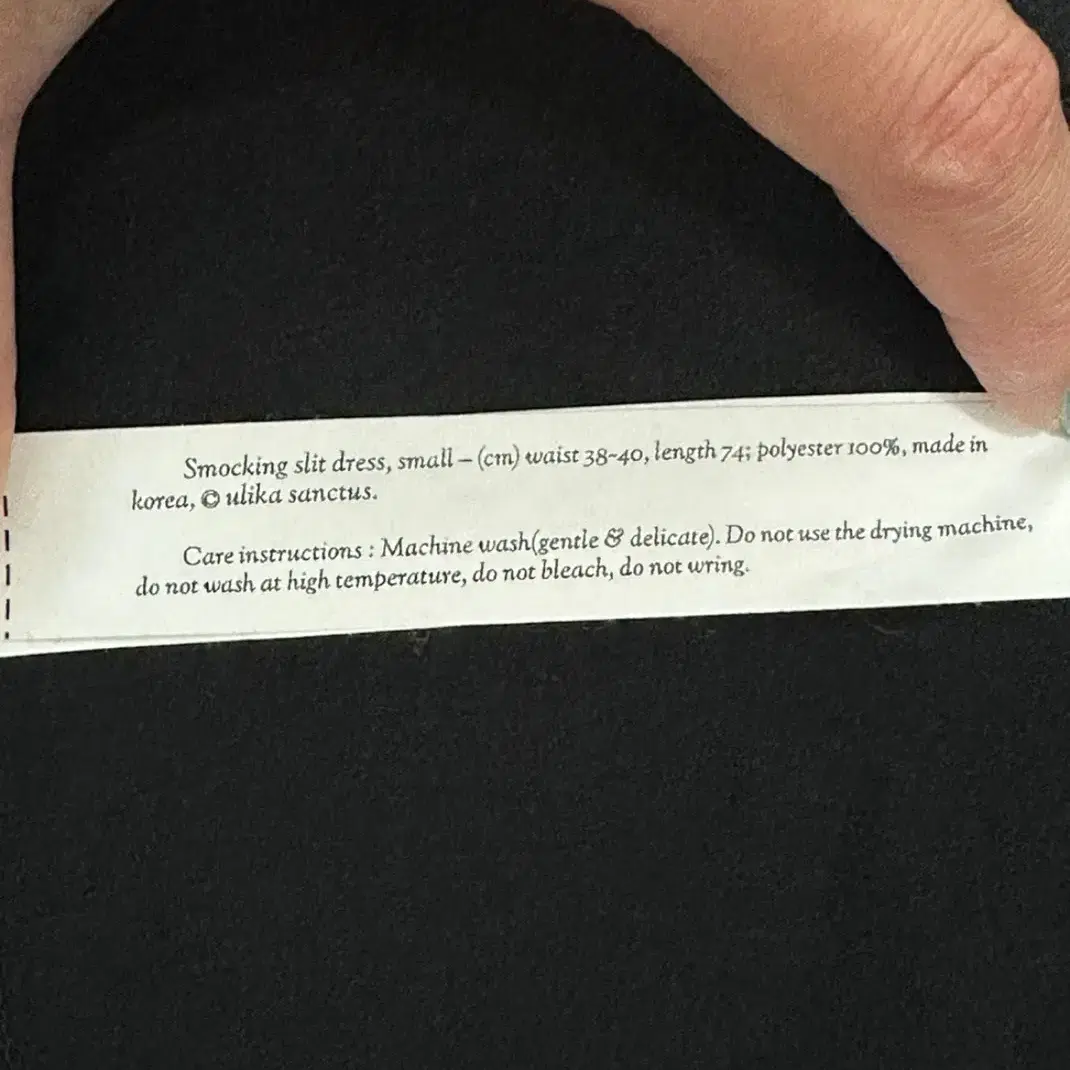 Smocking slit dress, small – (cm) waist 38~40, length 74; polyester 100%, made in
korea, © ulika sanctus.
Care instructions : Machine wash(gentle & delicate). Do not use the drying machine,
do not wash at high temperature, do not bleach, do not wring.